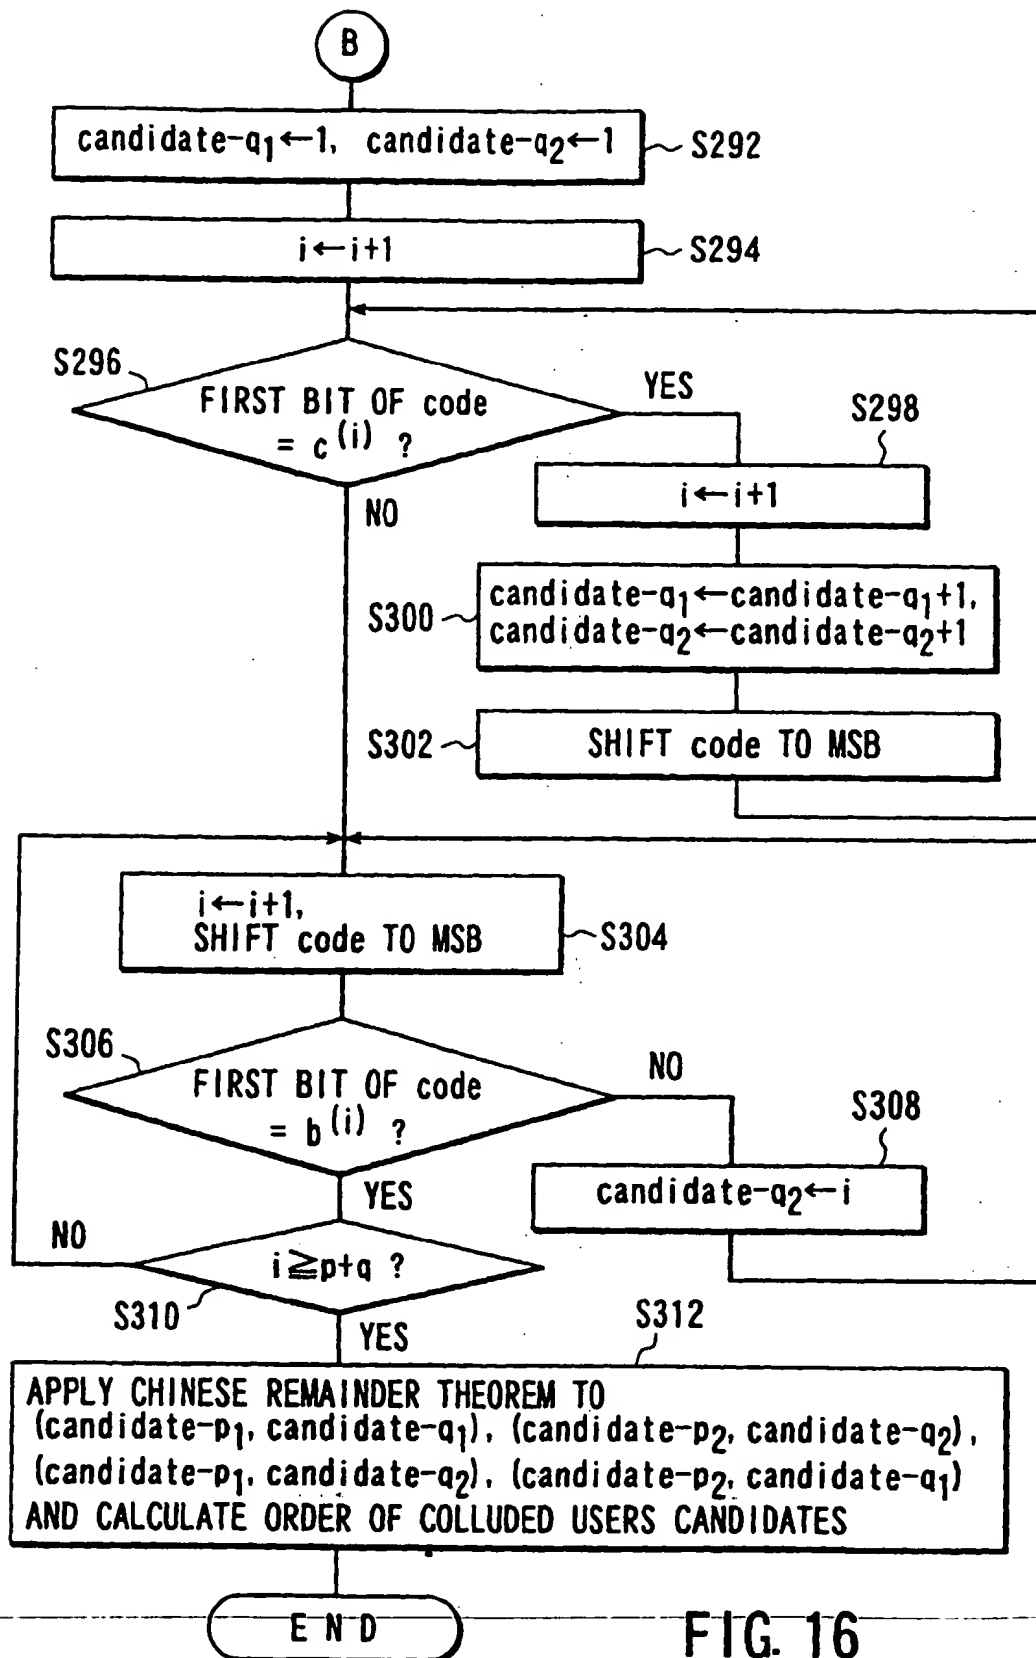 B
candidate-q₁←1, candidate-q₂←1
S292
i←i+1
S294
S296
FIRST BIT OF code
= c⁽ⁱ⁾ ?
YES
NO
S298
i←i+1
S300
candidate-q₁←candidate-q₁+1,
candidate-q₂←candidate-q₂+1
S302
SHIFT code TO MSB
i←i+1,
SHIFT code TO MSB
S304
S306
FIRST BIT OF code
= b⁽ⁱ⁾ ?
NO
YES
S308
candidate-q₂←i
NO
i≧p+q ?
S310
YES
S312
APPLY CHINESE REMAINDER THEOREM TO
(candidate-p₁, candidate-q₁), (candidate-p₂, candidate-q₂),
(candidate-p₁, candidate-q₂), (candidate-p₂, candidate-q₁)
AND CALCULATE ORDER OF COLLUDED USERS CANDIDATES
END
FIG. 16